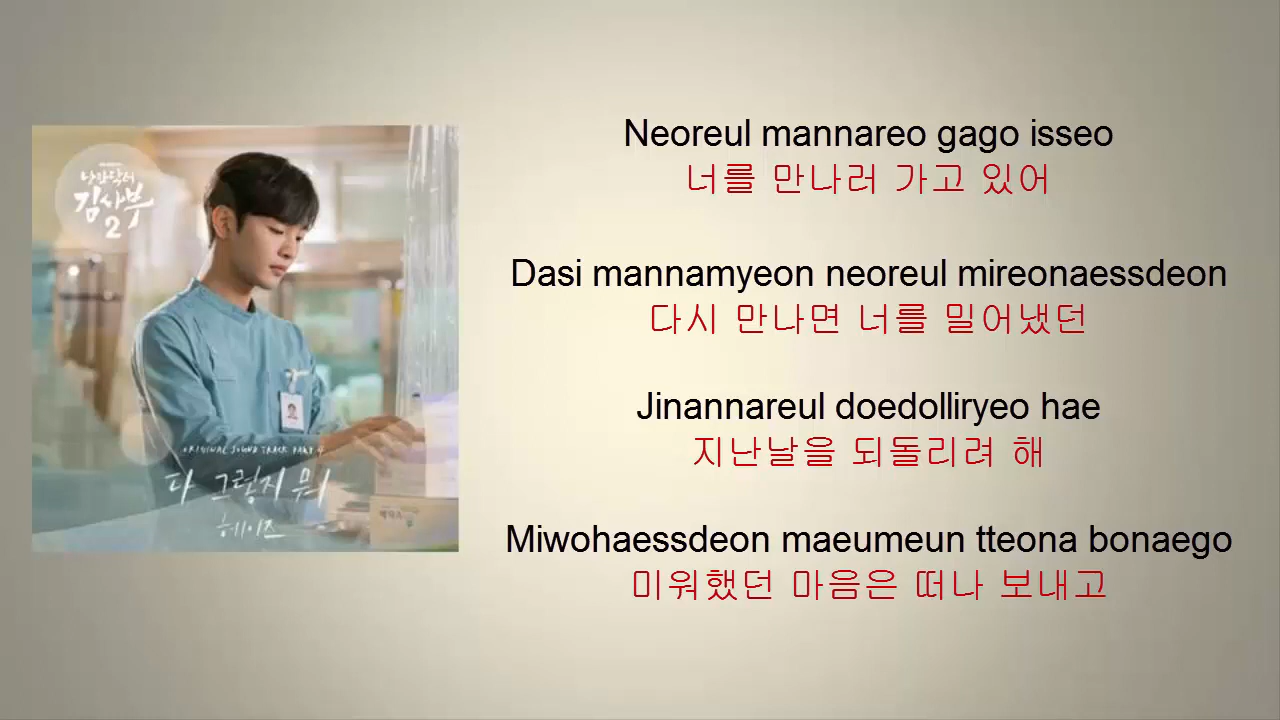 낭만닥터
김사부
2
ORIGINAL SOUND TRACK PART 4
다 그렇지 뭐
헤이즈
Neoreul mannareo gago isseo
너를 만나러 가고 있어
Dasi mannamyeon neoreul mireonaessdeon
다시 만나면 너를 밀어냈던
Jinannareul doedolliryeo hae
지난날을 되돌리려 해
Miwohaessdeon maeumeun tteona bonaego
미워했던 마음은 떠나 보내고